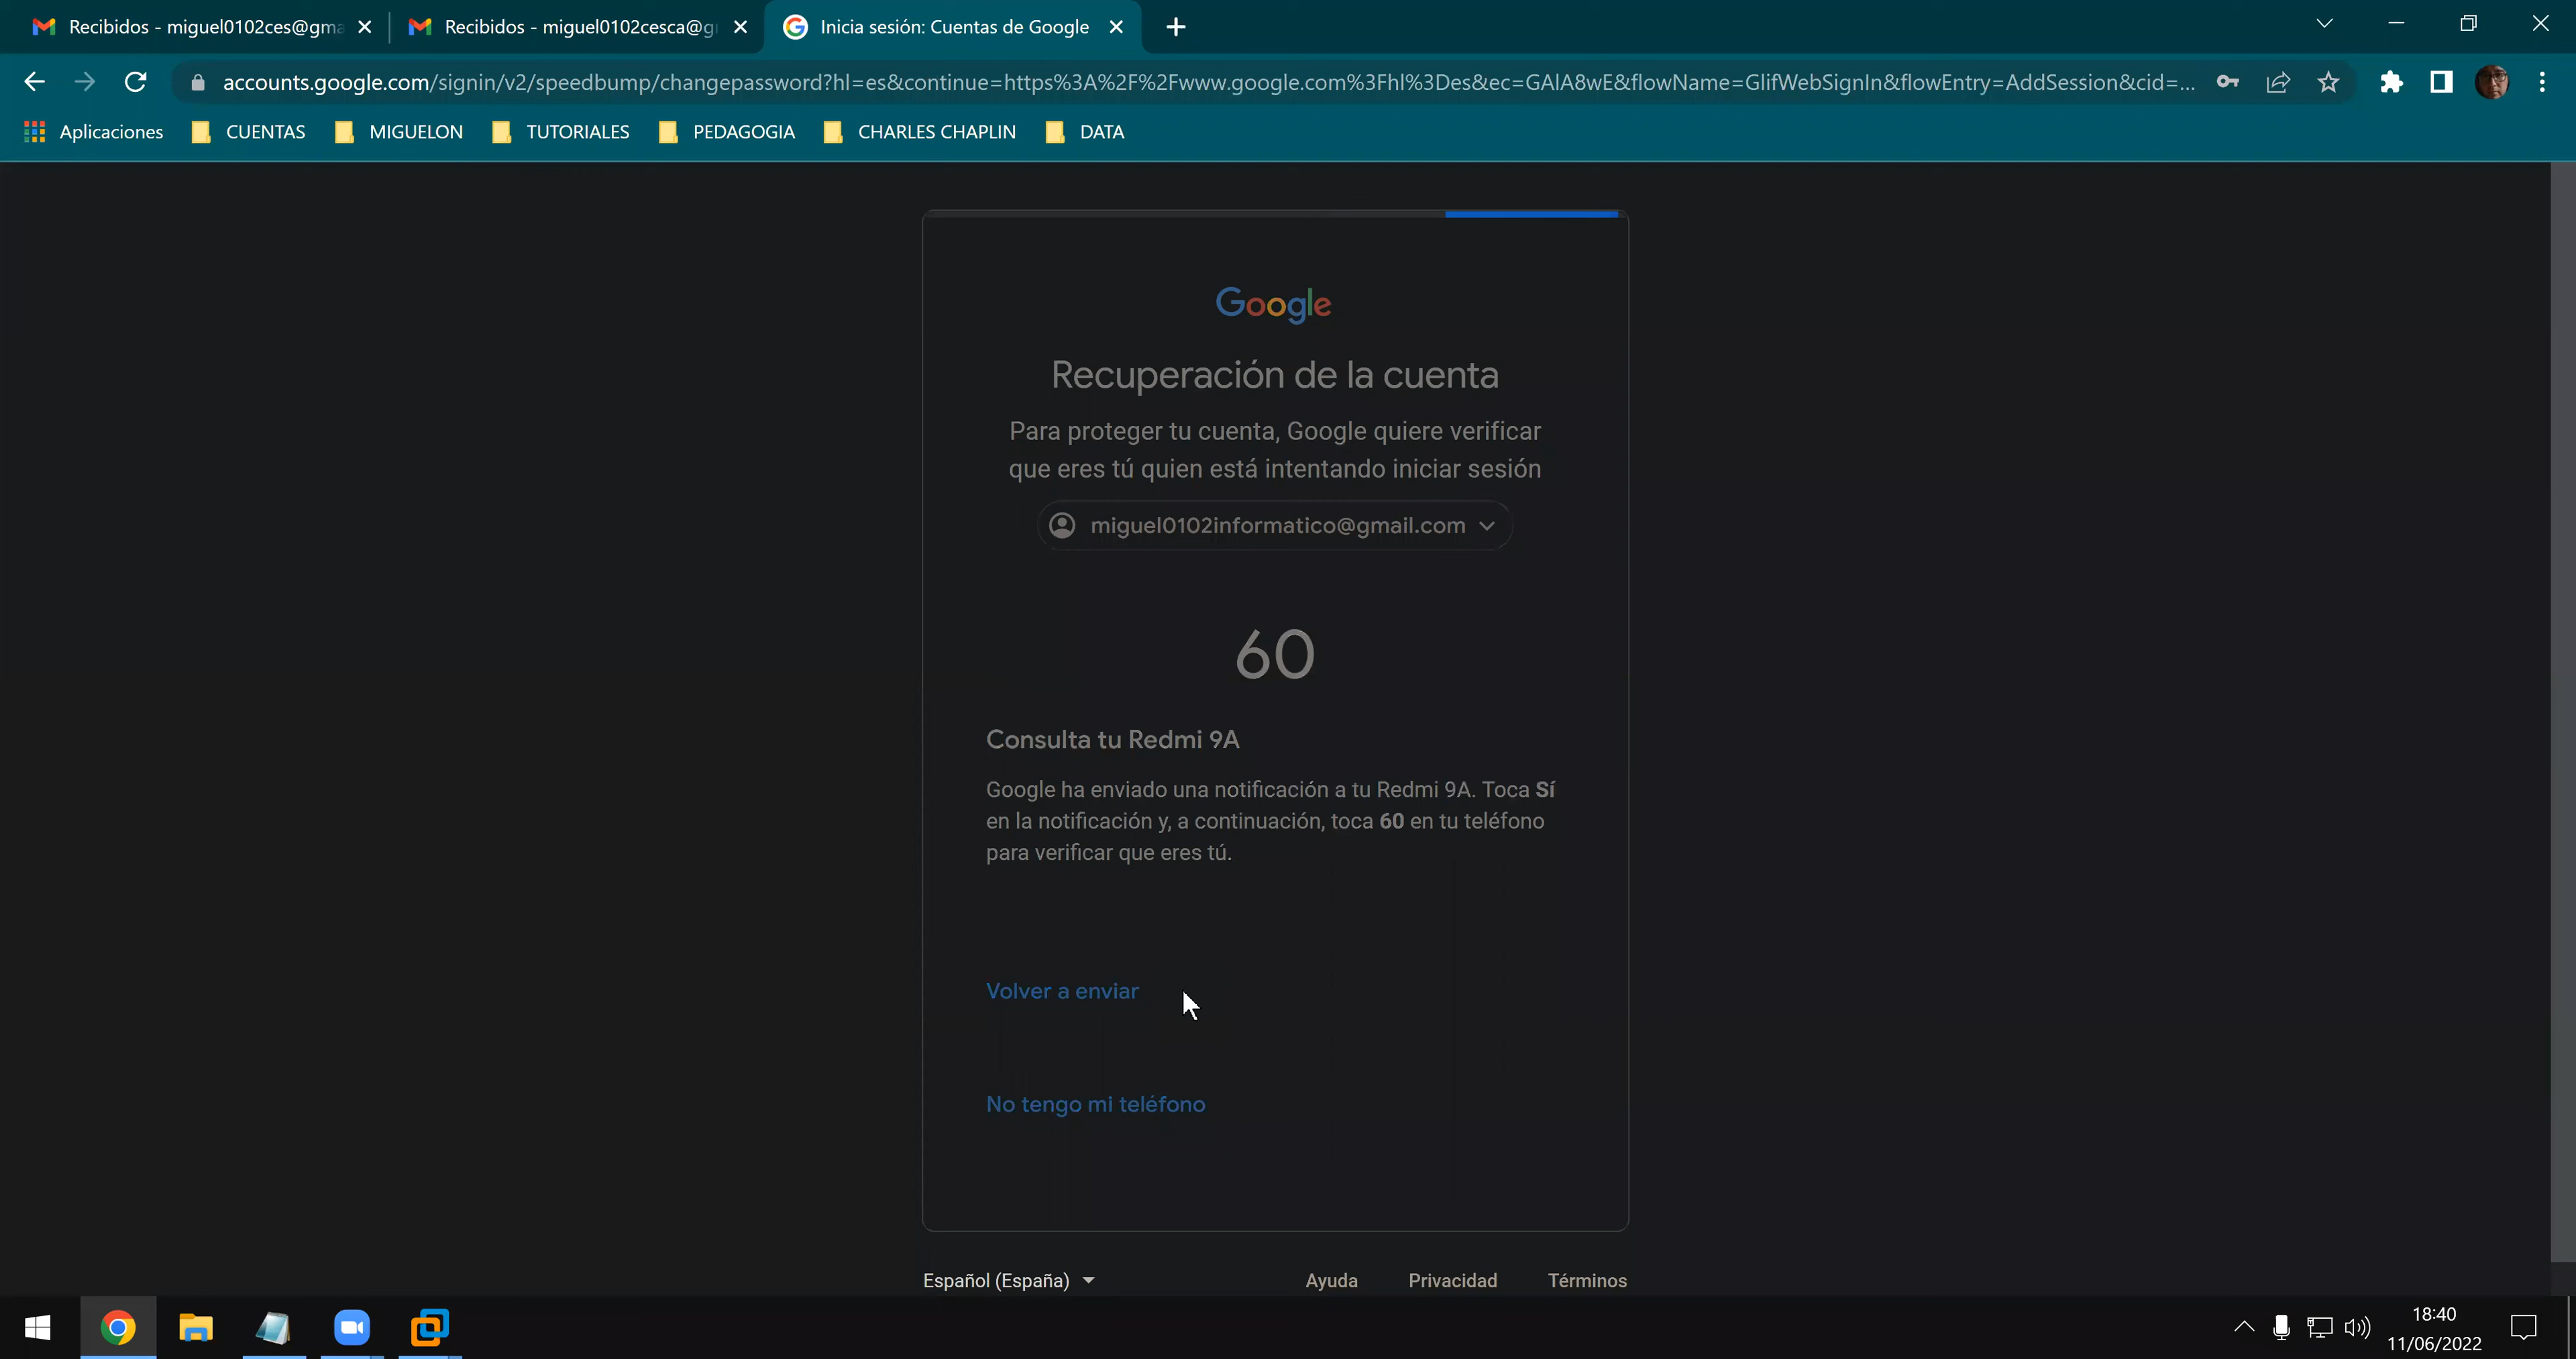 Recibidos - miguel0102ces@gma
Recibidos - miguel0102cesca@g
Inicia sesión: Cuentas de Google
accounts.google.com/signin/v2/speedbump/changepassword?hl=es&continue=https%3A%2F%2Fwww.google.com%3Fhl%3Des&ec=GAlA8wE&flowName=GlifWebSignIn&flowEntry=AddSession&cid=...
Aplicaciones CUENTAS MIGUELON TUTORIALES PEDAGOGIA CHARLES CHAPLIN DATA
Google
Recuperación de la cuenta
Para proteger tu cuenta, Google quiere verificar
que eres tú quien está intentando iniciar sesión
miguel0102informatico@gmail.com
60
Consulta tu Redmi 9A
Google ha enviado una notificación a tu Redmi 9A. Toca Sí
en la notificación y, a continuación, toca 60 en tu teléfono
para verificar que eres tú.
Volver a enviar
No tengo mi teléfono
Español (España) Ayuda Privacidad Términos
18:40
11/06/2022